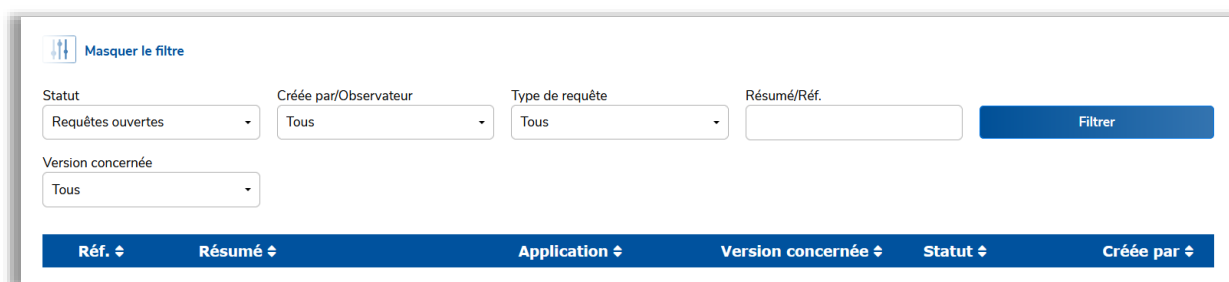 Masquer le filtre
Statut Créée par/Observateur Type de requête Résumé/Réf.
Requêtes ouvertes Tous Tous Filtrer
Version concernée
Tous
Réf. Résumé Application Version concernée Statut Créée par